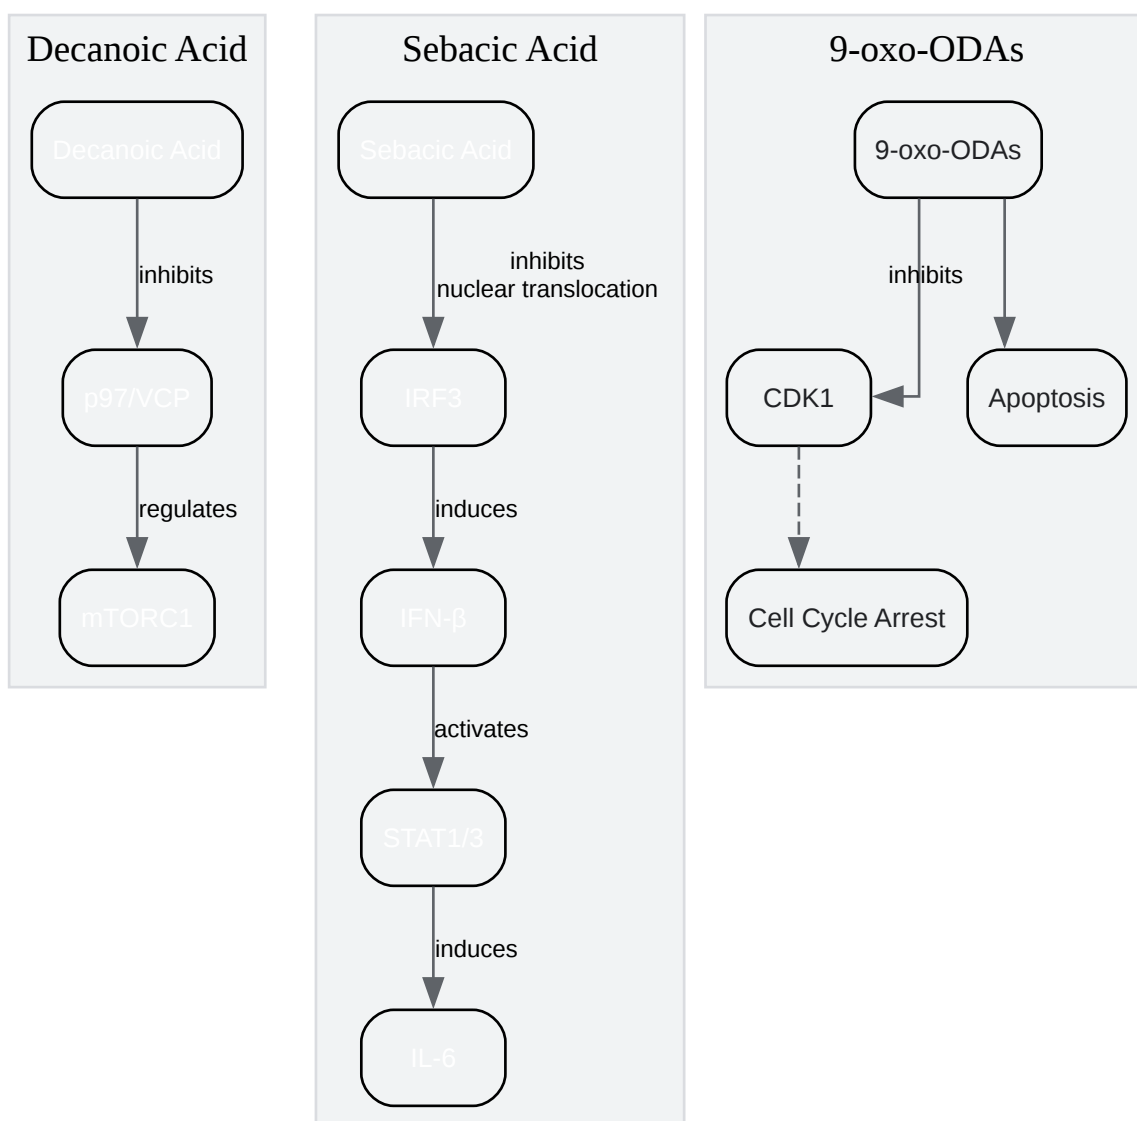 Decanoic Acid
Decanoic Acid
inhibits
p97/VCP
regulates
mTORC1
Sebacic Acid
Sebacic Acid
inhibits
nuclear translocation
IRF3
induces
IFN-β
activates
STAT1/3
induces
IL-6
9-oxo-ODAs
9-oxo-ODAs
inhibits
CDK1
Apoptosis
Cell Cycle Arrest